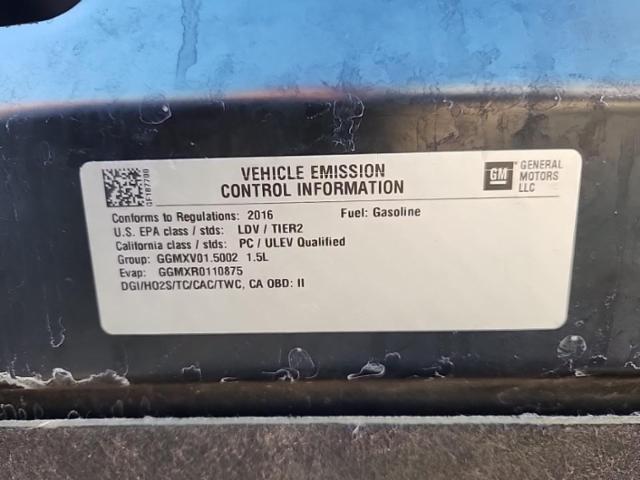 VEHICLE EMISSION
CONTROL INFORMATION
GM
GENERAL
MOTORS
LLC
Conforms to Regulations: 2016 Fuel: Gasoline
U.S. EPA class / stds: LDV / TIER2
California class / stds: PC / ULEV Qualified
Group: GGMXV01.5002 1.5L
Evap: GGMXR0110875
DGI/HO2S/TC/CAC/TWC, CA OBD: II